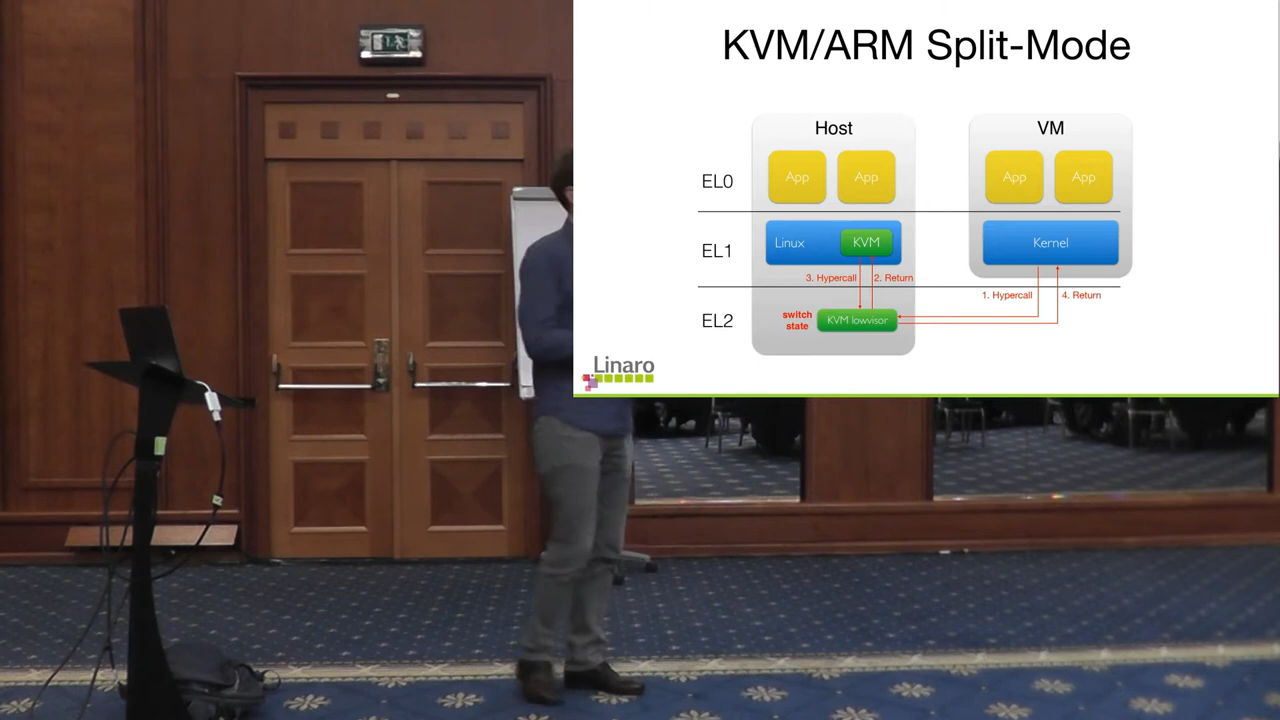 KVM/ARM Split-Mode
Host
VM
EL0
App
App
App
App
EL1
Linux
KVM
Kernel
3. Hypercall
2. Return
1. Hypercall
4. Return
EL2
switch
state
KVM lowvisor
Linaro